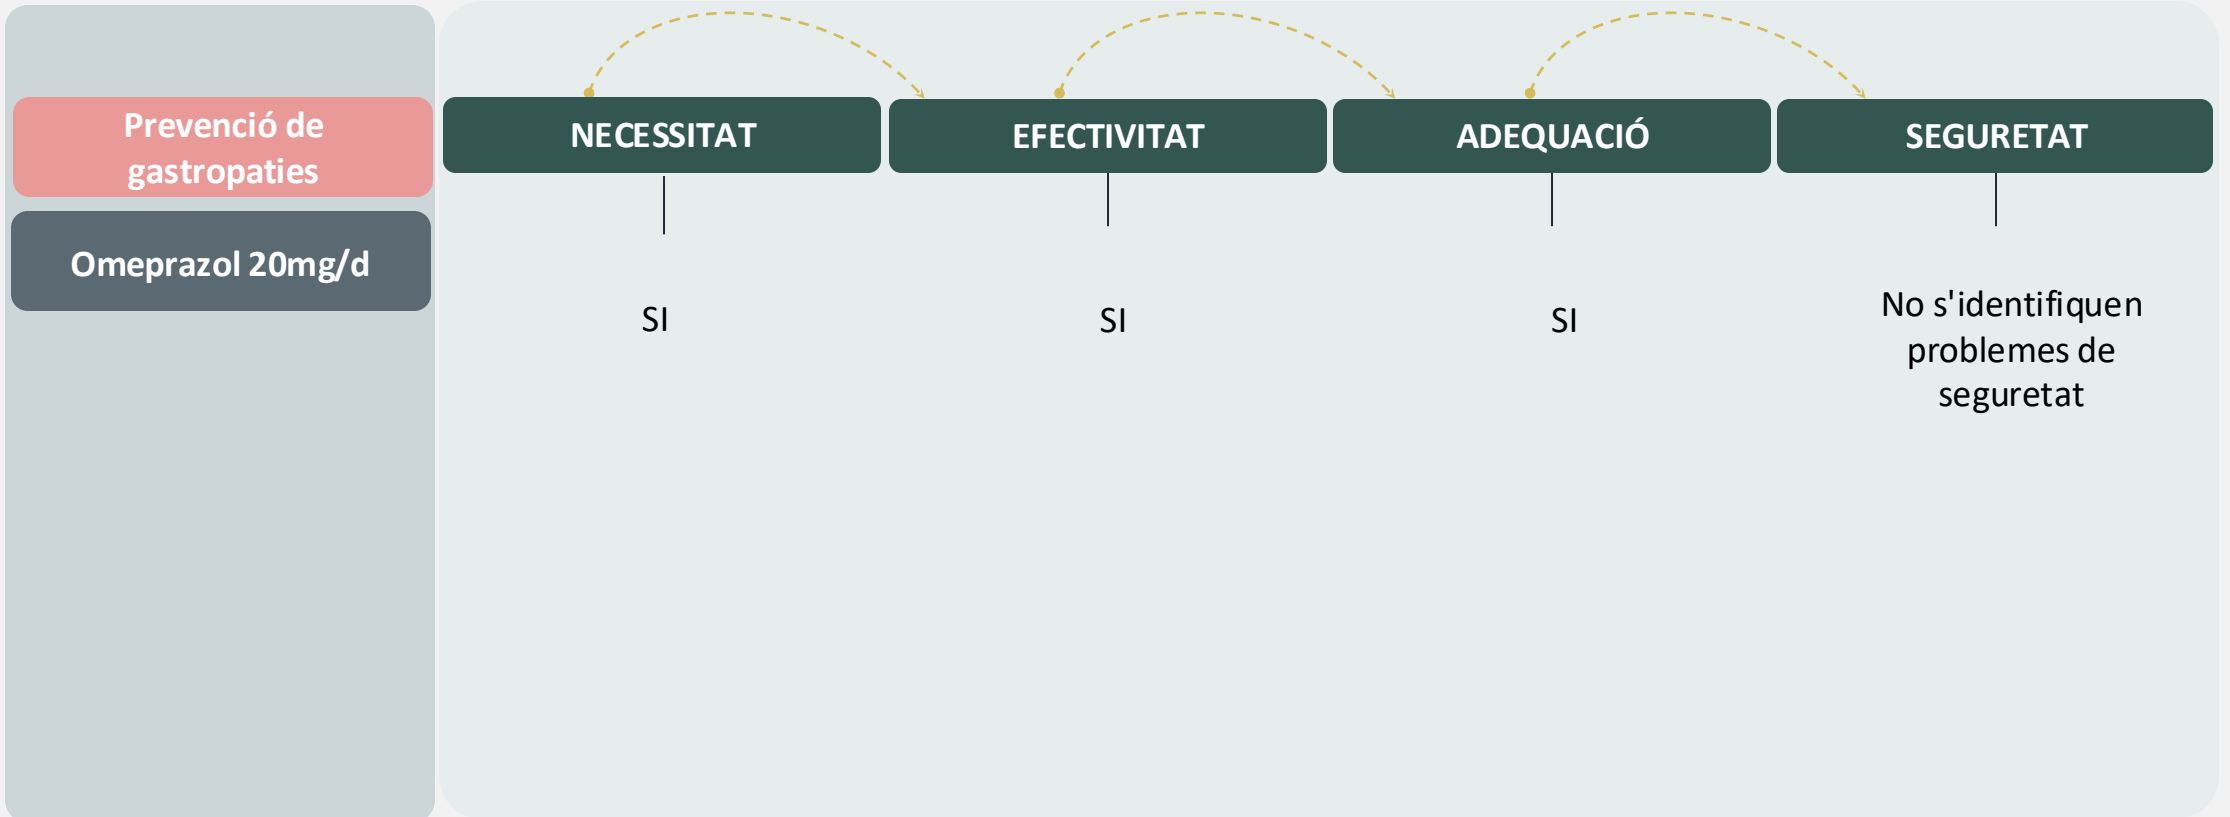 Prevenció de
gastropaties
Omeprazol 20mg/d
NECESSITAT
EFECTIVITAT
ADEQUACIÓ
SEGURETAT
SI
SI
SI
No s'identifiquen
problemes de
seguretat